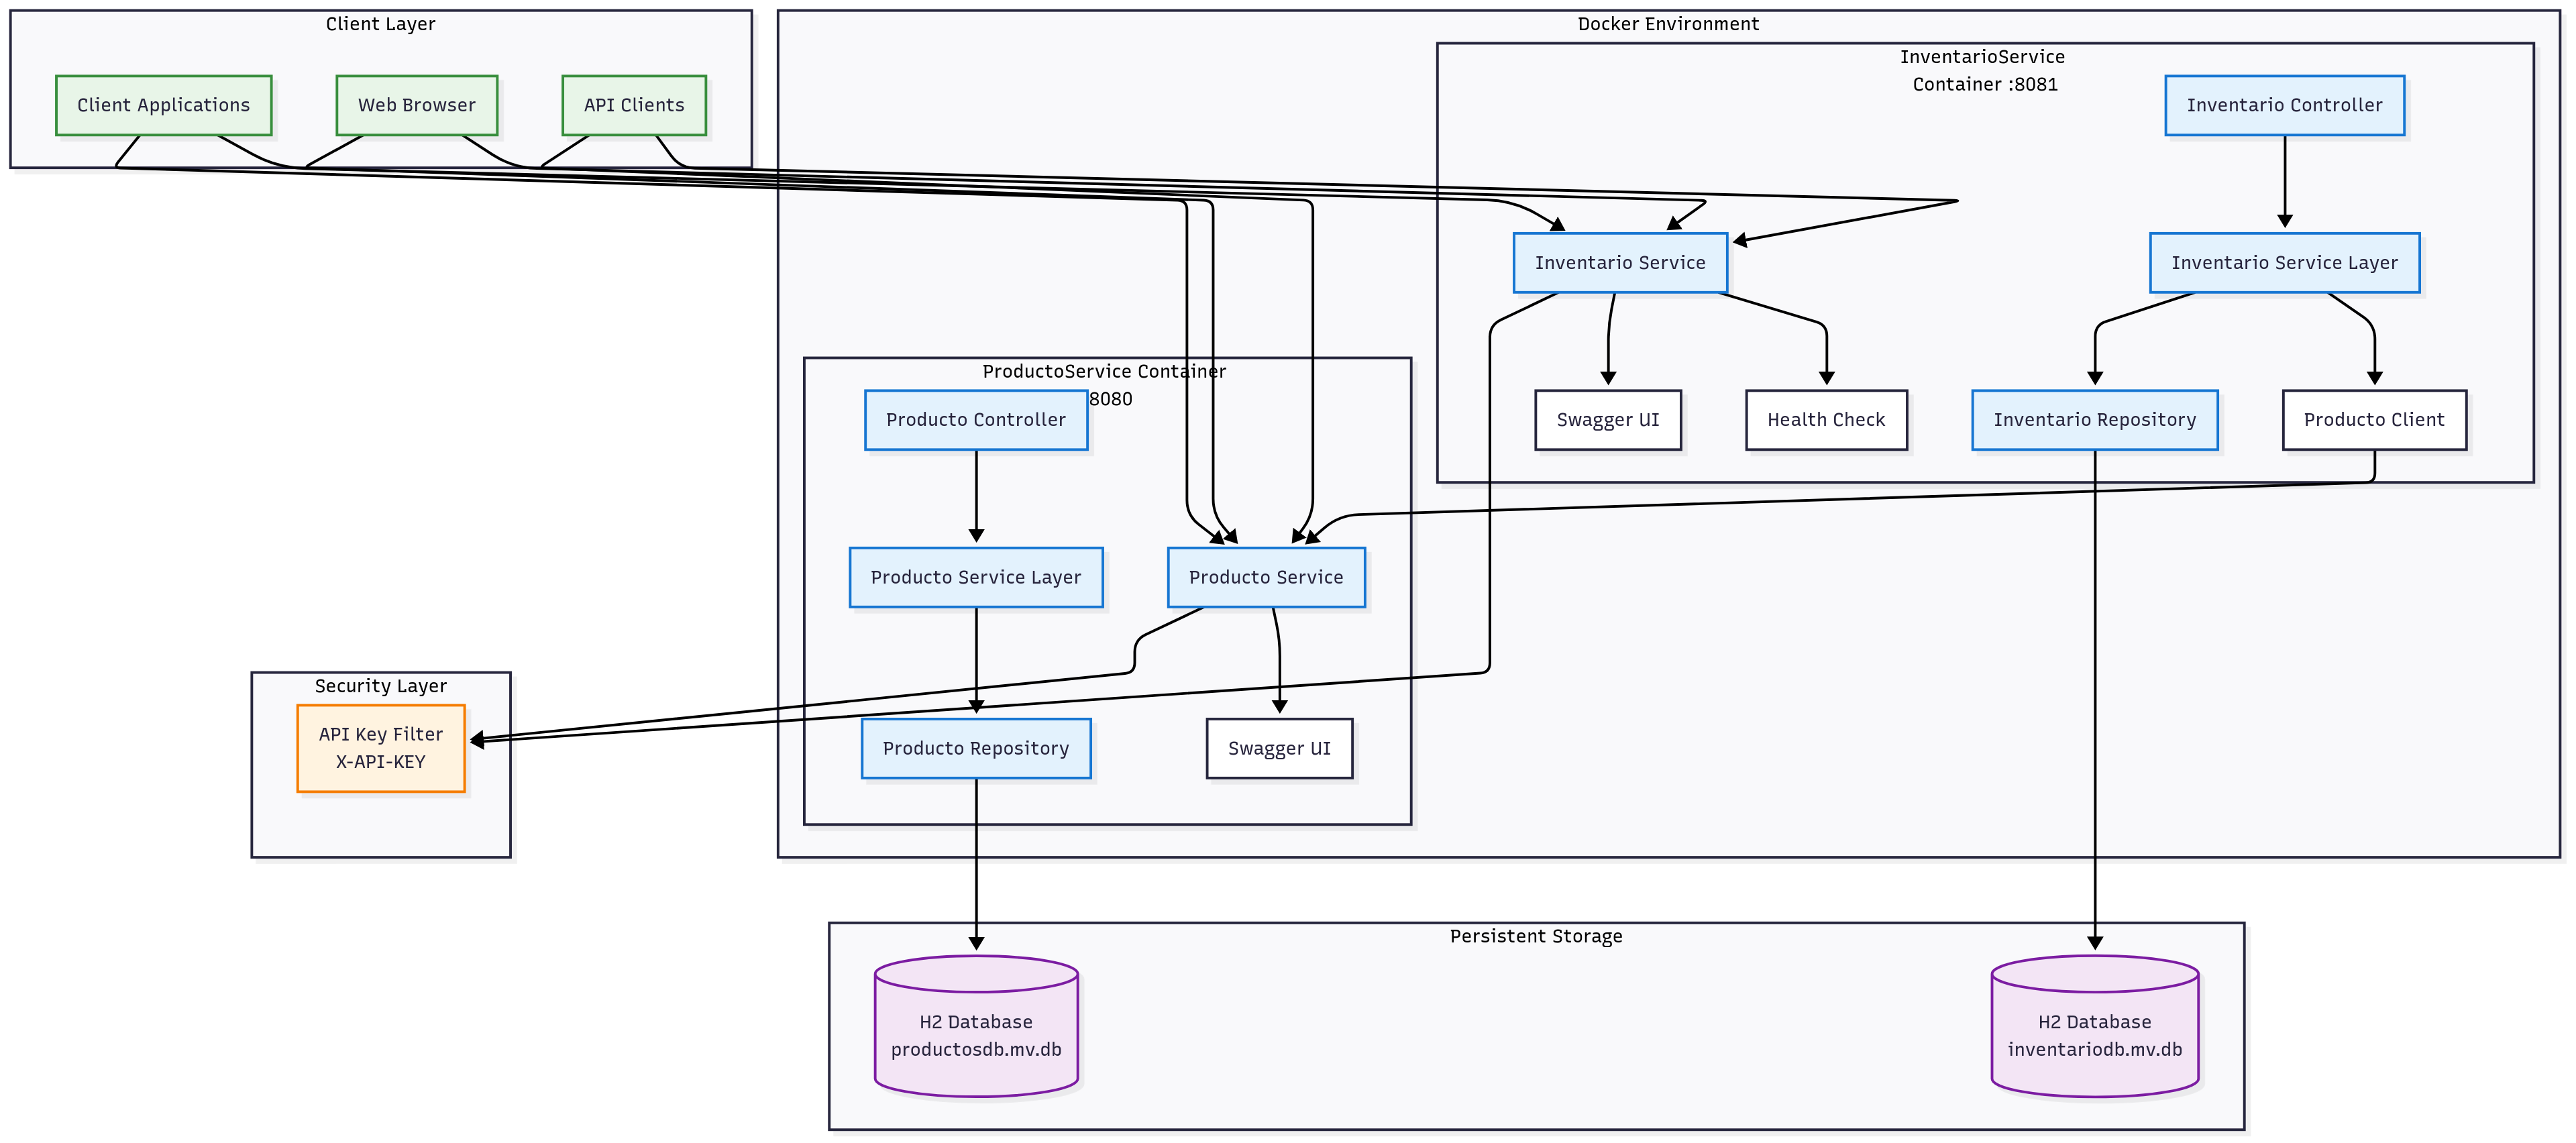 Client Layer
Client Applications
Web Browser
API Clients
Docker Environment
InventarioService
Container :8081
Inventario Controller
Inventario Service
Inventario Service Layer
Swagger UI
Health Check
Inventario Repository
Producto Client
ProductoService Container
8080
Producto Controller
Producto Service Layer
Producto Service
Producto Repository
Swagger UI
Security Layer
API Key Filter
X-API-KEY
Persistent Storage
H2 Database
productosdb.mv.db
H2 Database
inventariodb.mv.db